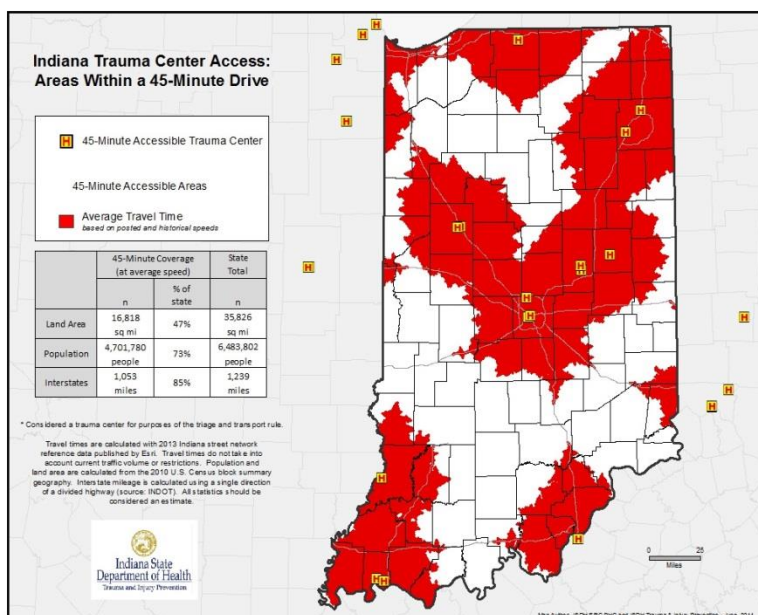 Indiana Trauma Center Access:
Areas Within a 45-Minute Drive
H 45-Minute Accessible Trauma Center
45-Minute Accessible Areas
Average Travel Time
based on posted and historical speeds
45-Minute Coverage
(at average speed)
State
Total
n
% of
state
n
Land Area
16,818
sq mi
47%
35,826
sq mi
Population
4,701,780
people
73%
6,483,802
people
Interstates
1,053
miles
85%
1,239
miles
* Considered a trauma center for purposes of the triage and transport rule.
Travel times are calculated with 2013 Indiana street network
reference data published by Esri. Travel times do not take into
account current traffic volume or restrictions. Population and
land area are calculated from the 2010 U.S. Census block summary
geography. Interstate mileage is calculated using a single direction
of a divided highway (source: INDOT). All statistics should be
considered an estimate.
Indiana State
Department of Health
Trauma and Injury Prevention
0 25
Miles